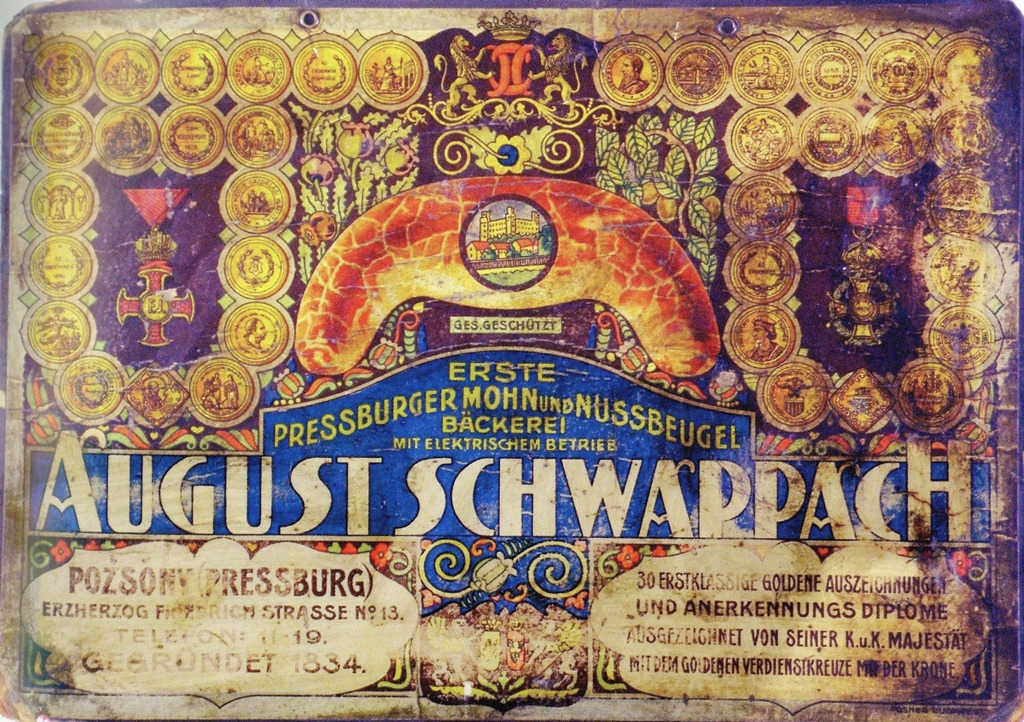 GES. GESCHÜTZT
ERSTE
PRESSBURGER MOHN UND NUSSBEUGEL
BÄCKEREI
MIT ELEKTRISCHEM BETRIEB
AUGUST SCHWAPPACH
POZSONY (PRESSBURG)
ERZHERZOG FRIEDRICH STRASSE No 13.
TELEFON: 11-19.
GEGRÜNDET 1834.
30 ERSTKLASSIGE GOLDENE AUSZEICHNUNGEN
UND ANERKENNUNGS DIPLOME
AUSGEZEICHNET VON SEINER K.u.K. MAJESTÄT
MIT DEM GOLDENEN VERDIENSTKREUZE MIT DER KRONE.